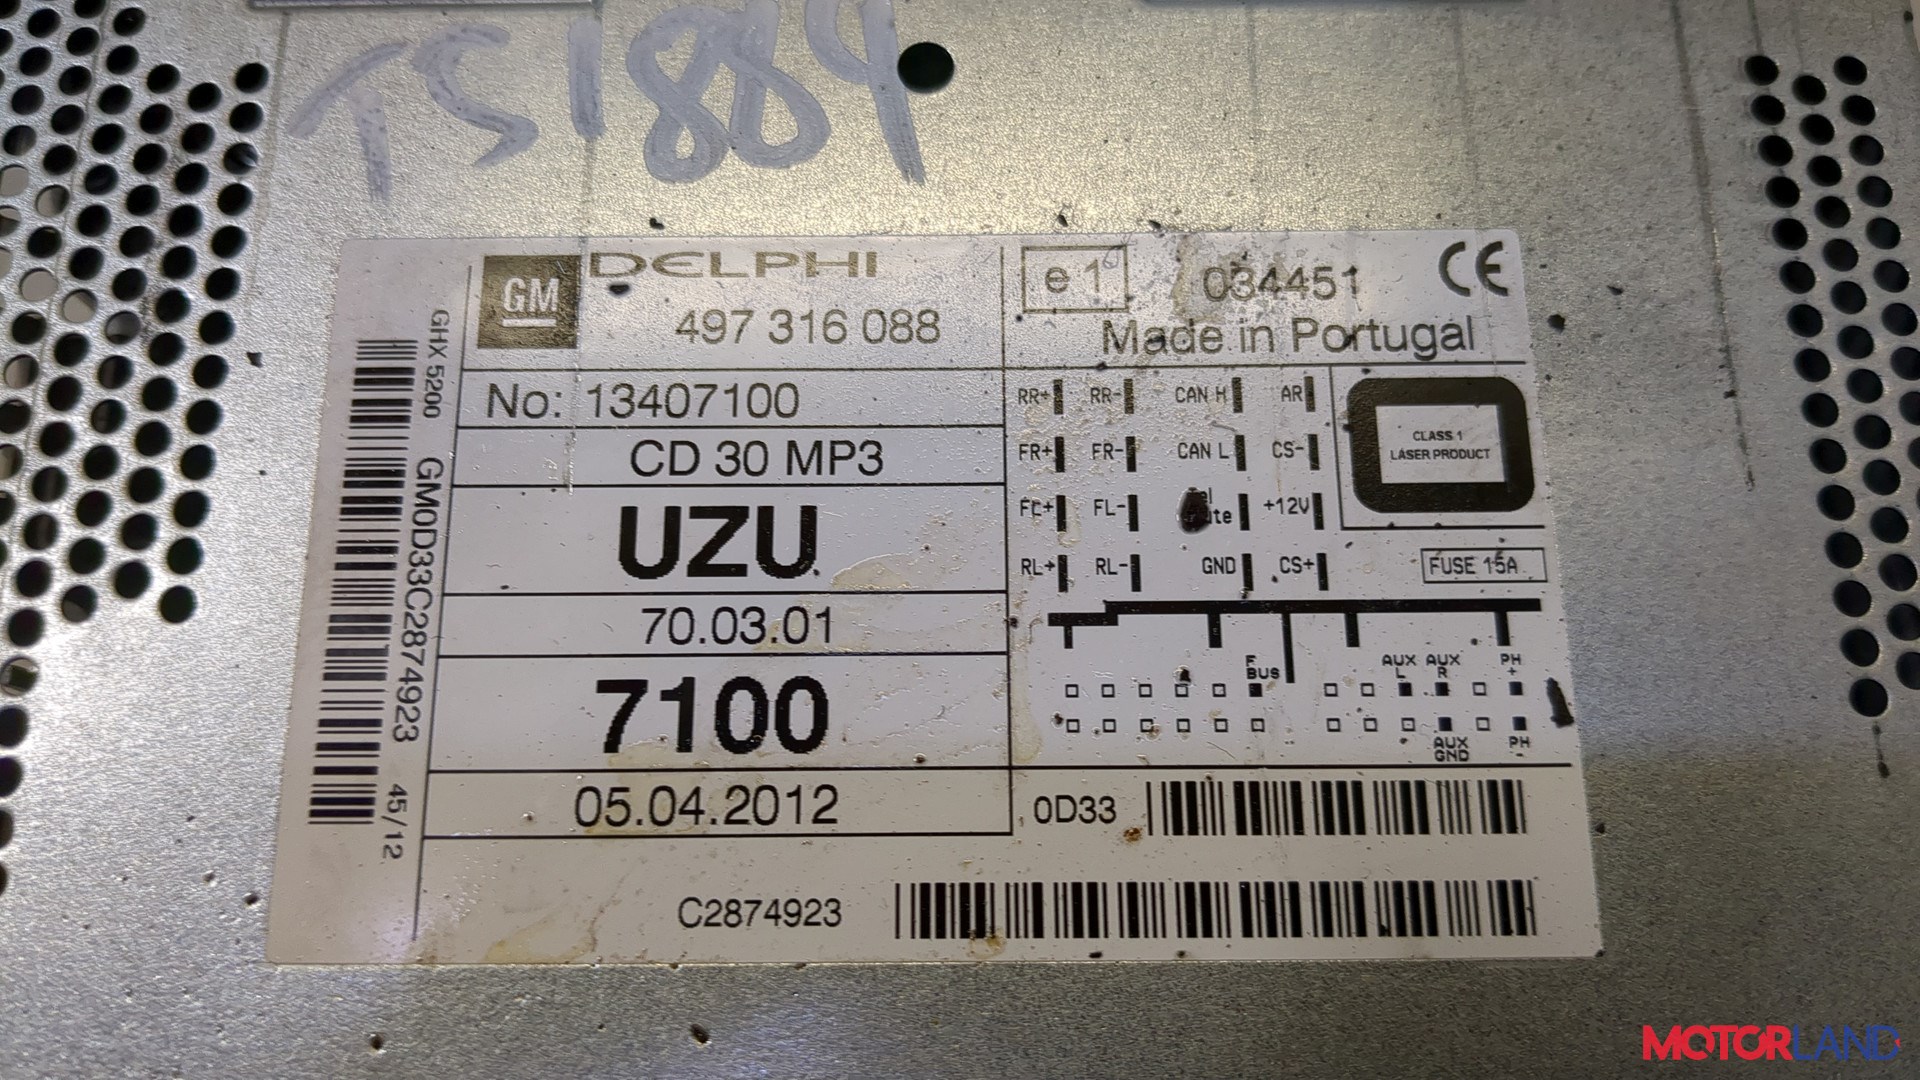 TS1884
GM DELPHI
497 316 088
e1 034451 CE
Made in Portugal
No: 13407100
CD 30 MP3
UZU
70.03.01
7100
05.04.2012
GHX 5200 GM0D33C2874923 45/12
RR+ RR- CAN H AR
FR+ FR- CAN L CS-
FL- +12V
RL+ RL- GND CS+
CLASS 1
LASER PRODUCT
FUSE 15A
F BUS AUX L AUX R PH +
AUX GND PH -
0D33
C2874923
MOTORLAND